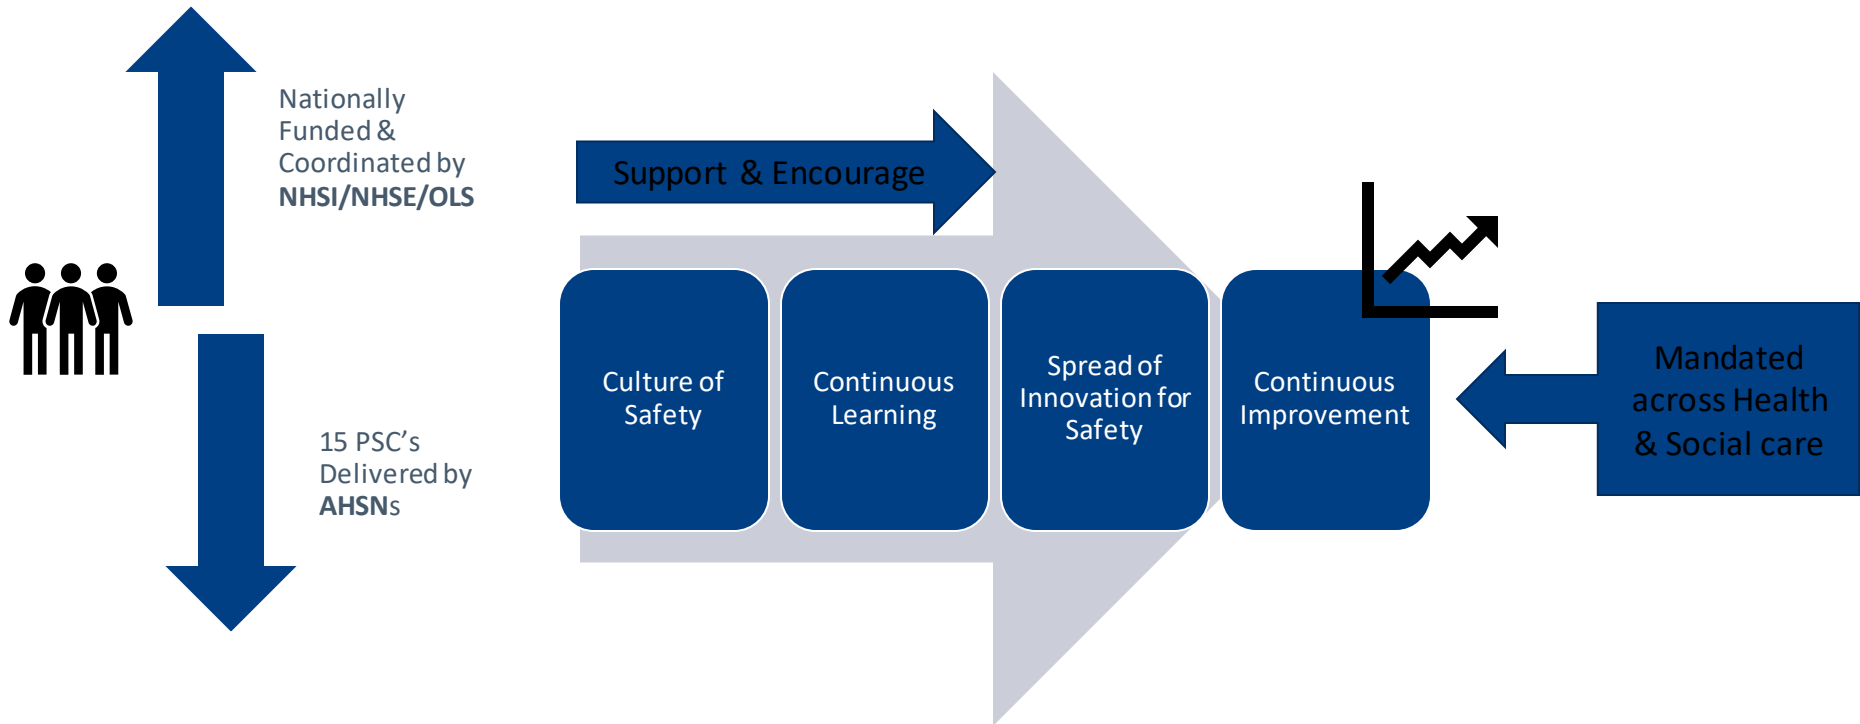 Nationally
Funded &
Coordinated by
NHSI/NHSE/OLS
15 PSC's
Delivered by
AHSNs
Support & Encourage
Culture of
Safety
Continuous
Learning
Spread of
Innovation for
Safety
Continuous
Improvement
Mandated
across Health
& Social care